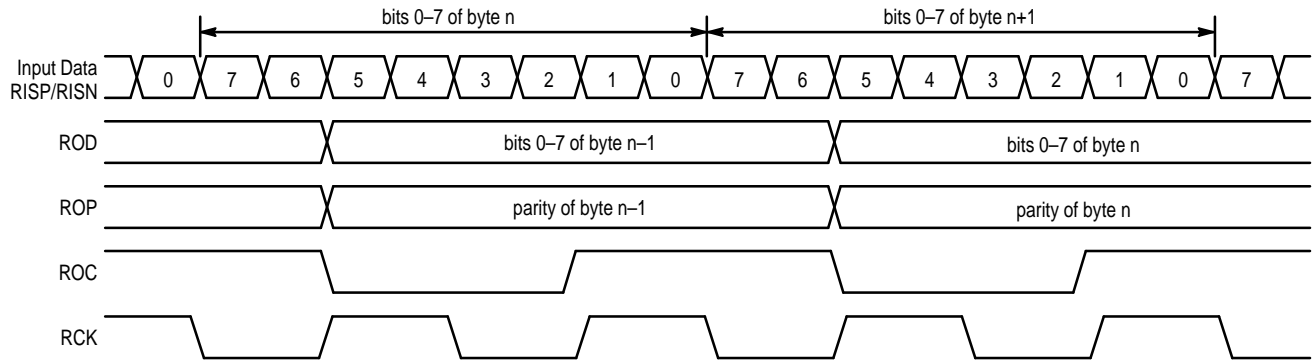 bits 0–7 of byte n bits 0–7 of byte n+1
Input Data
RISP/RISN
0 7 6 5 4 3 2 1 0 7 6 5 4 3 2 1 0 7
ROD bits 0–7 of byte n–1 bits 0–7 of byte n
ROP parity of byte n–1 parity of byte n
ROC
RCK